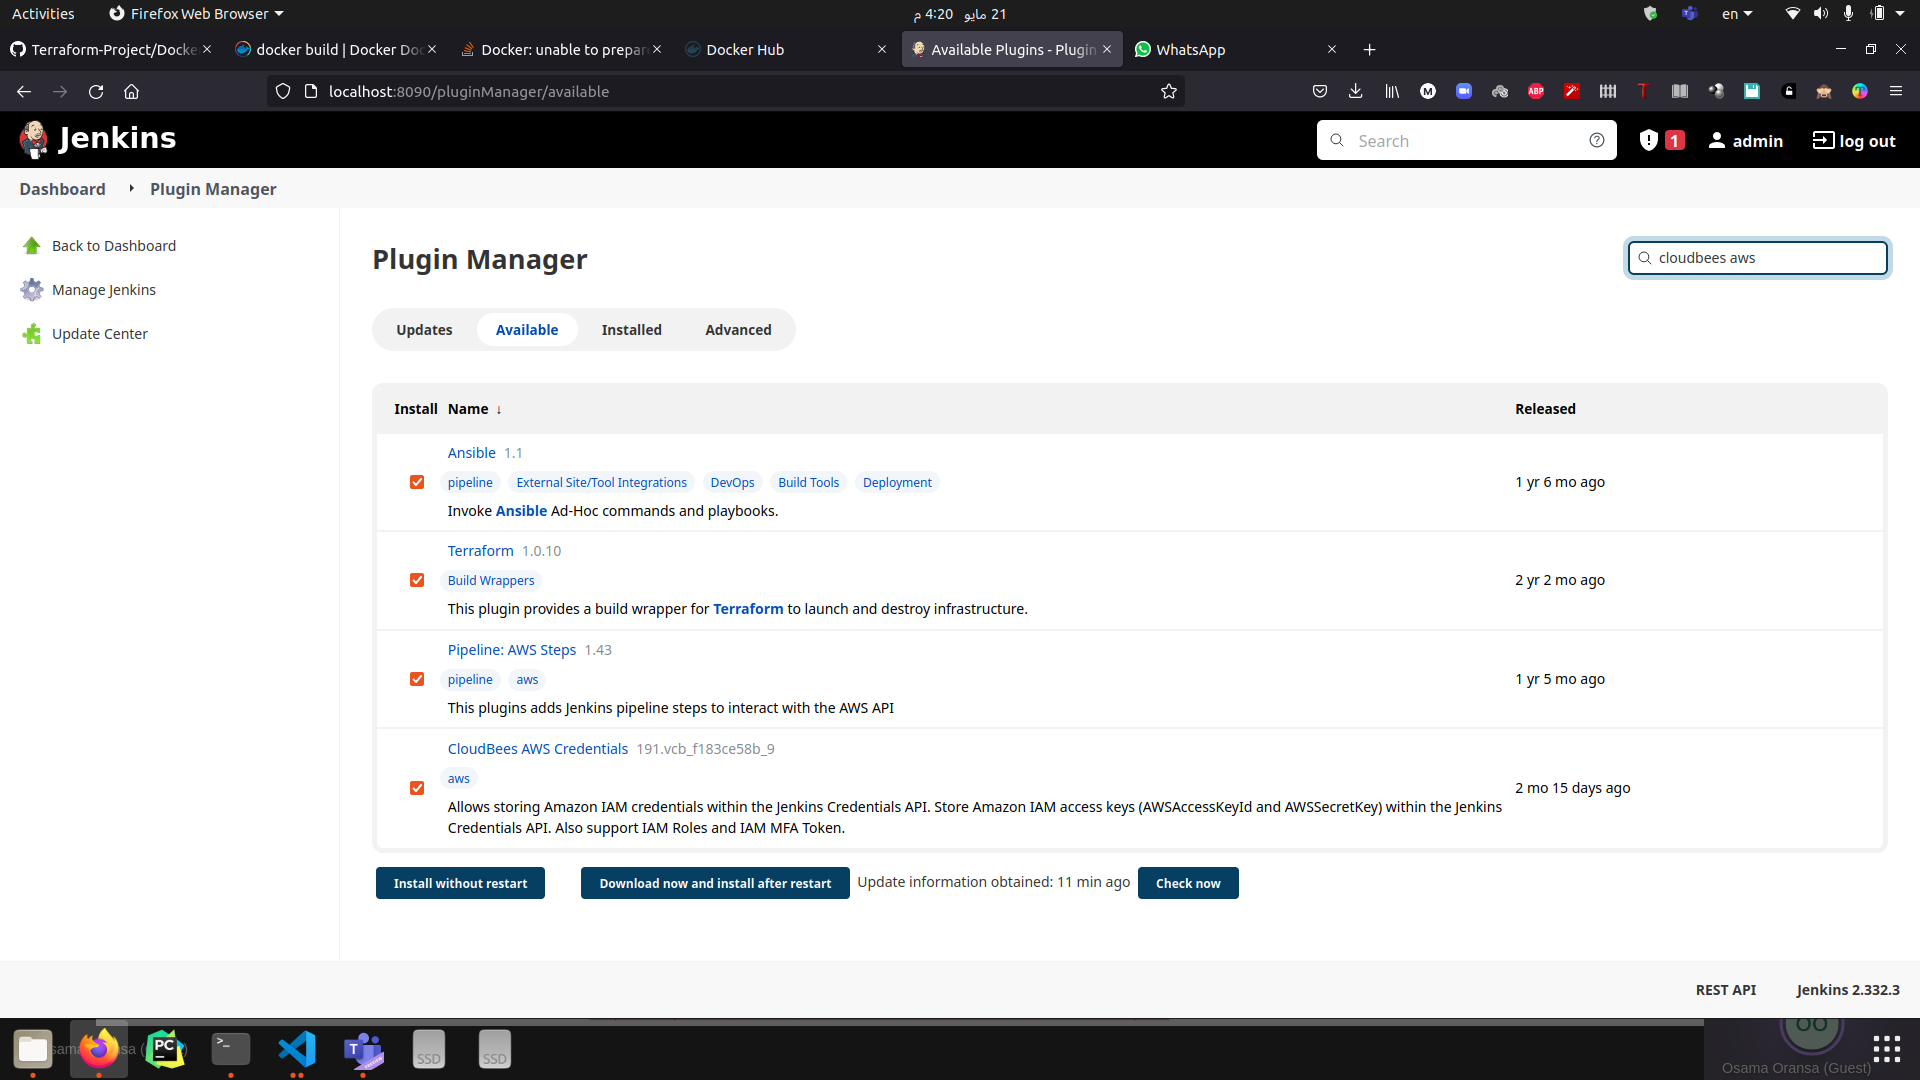 Activities
Firefox Web Browser
21 مايو 4:20 م
en
Terraform-Project/Docke
docker build | Docker Doc
Docker: unable to prepar
Docker Hub
Available Plugins - Plugin
WhatsApp
localhost:8090/pluginManager/available
M
ABP
T
Jenkins
Search
1
admin
log out
Dashboard
Plugin Manager
Back to Dashboard
Manage Jenkins
Update Center
Plugin Manager
cloudbees aws
Updates
Available
Installed
Advanced
Install Name ↓ Released
Ansible 1.1
pipeline External Site/Tool Integrations DevOps Build Tools Deployment
1 yr 6 mo ago
Invoke Ansible Ad-Hoc commands and playbooks.
Terraform 1.0.10
Build Wrappers
2 yr 2 mo ago
This plugin provides a build wrapper for Terraform to launch and destroy infrastructure.
Pipeline: AWS Steps 1.43
pipeline aws
1 yr 5 mo ago
This plugins adds Jenkins pipeline steps to interact with the AWS API
CloudBees AWS Credentials 191.vcb_f183ce58b_9
aws
2 mo 15 days ago
Allows storing Amazon IAM credentials within the Jenkins Credentials API. Store Amazon IAM access keys (AWSAccessKeyId and AWSSecretKey) within the Jenkins
Credentials API. Also support IAM Roles and IAM MFA Token.
Install without restart
Download now and install after restart
Update information obtained: 11 min ago
Check now
REST API
Jenkins 2.332.3
PC
SSD
SSD
Osama Oransa (Guest)